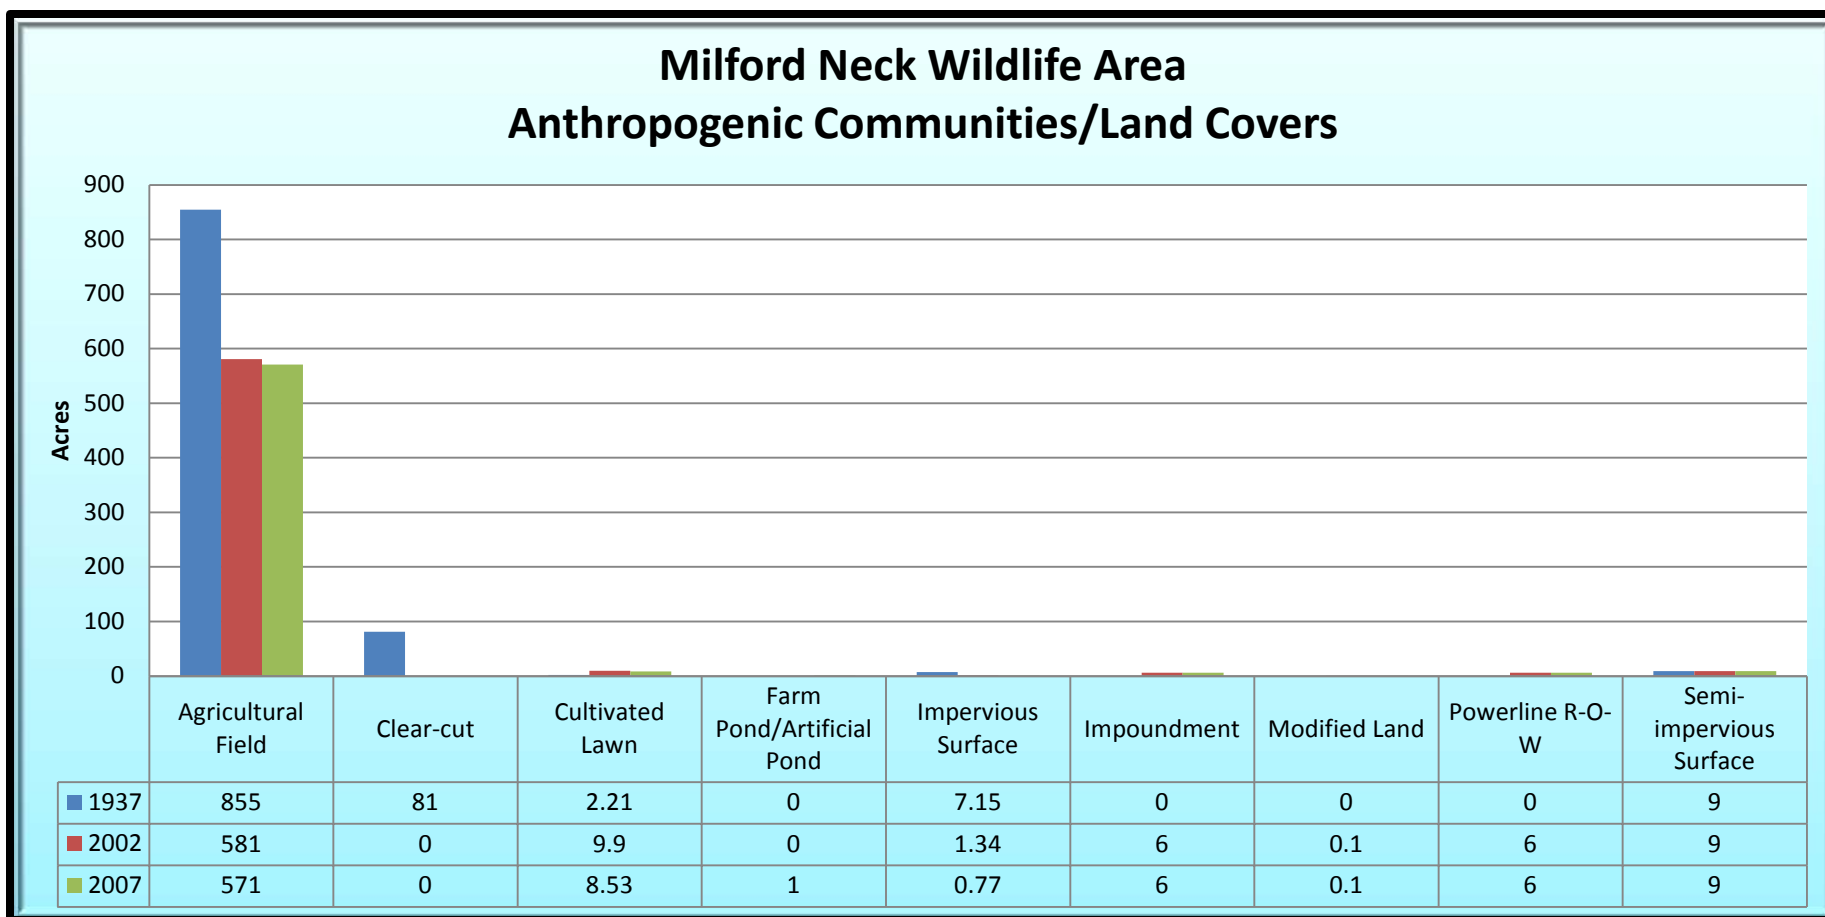 Milford Neck Wildlife Area
Anthropogenic Communities/Land Covers
900
800
700
600
500
400
300
200
100
0
Acres
Agricultural
Field
Clear-cut
Cultivated
Lawn
Farm
Pond/Artificial
Pond
Impervious
Surface
Impoundment
Modified Land
Powerline R-O-
W
Semi-
impervious
Surface
1937 855 81 2.21 0 7.15 0 0 0 9
2002 581 0 9.9 0 1.34 6 0.1 6 9
2007 571 0 8.53 1 0.77 6 0.1 6 9